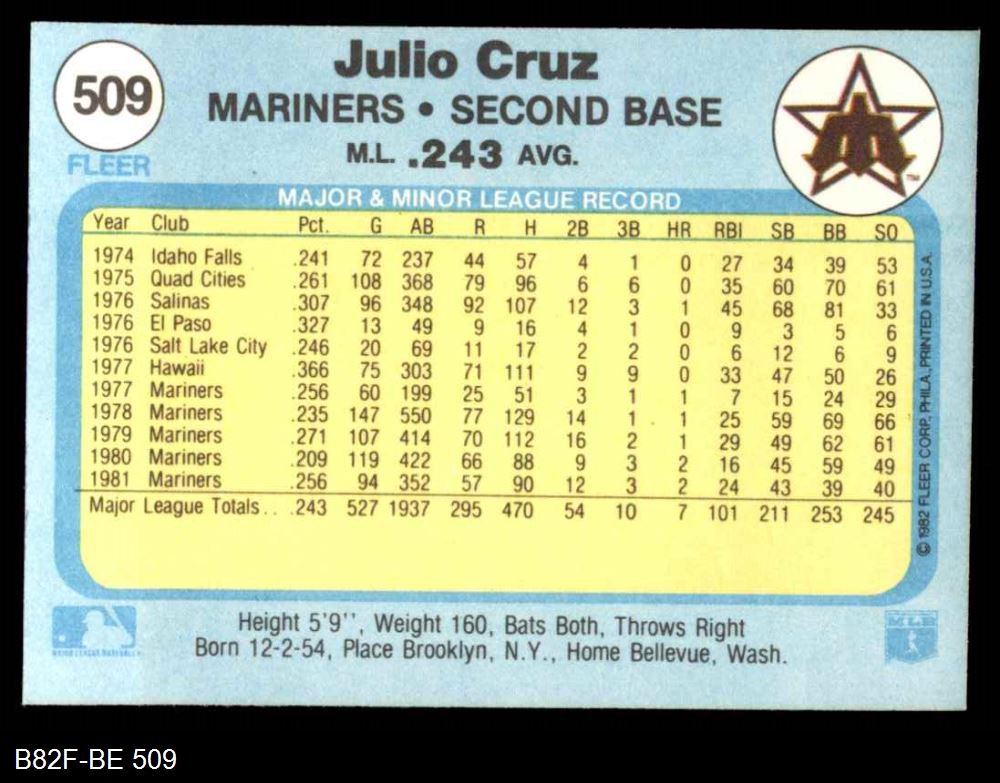 509
FLEER
Julio Cruz
MARINERS • SECOND BASE
M.L. .243 AVG.
TM
MAJOR & MINOR LEAGUE RECORD
Year Club Pct. G AB R H 2B 3B HR RBI SB BB SO
1974 Idaho Falls .241 72 237 44 57 4 1 0 27 34 39 53
1975 Quad Cities .261 108 368 79 96 6 6 0 35 60 70 61
1976 Salinas .307 96 348 92 107 12 3 1 45 68 81 33
1976 El Paso .327 13 49 9 16 4 1 0 9 3 5 6
1976 Salt Lake City .246 20 69 11 17 2 2 0 6 12 6 9
1977 Hawaii .366 75 303 71 111 9 9 0 33 47 50 26
1977 Mariners .256 60 199 25 51 3 1 1 7 15 24 29
1978 Mariners .235 147 550 77 129 14 1 1 25 59 69 66
1979 Mariners .271 107 414 70 112 16 2 1 29 49 62 61
1980 Mariners .209 119 422 66 88 9 3 2 16 45 59 49
1981 Mariners .256 94 352 57 90 12 3 2 24 43 39 40
Major League Totals . . .243 527 1937 295 470 54 10 7 101 211 253 245
© 1982 FLEER CORP., PHILA., PRINTED IN U.S.A.
MAJOR LEAGUE BASEBALL
Height 5'9'', Weight 160, Bats Both, Throws Right
Born 12-2-54, Place Brooklyn, N.Y., Home Bellevue, Wash.
B82F-BE 509